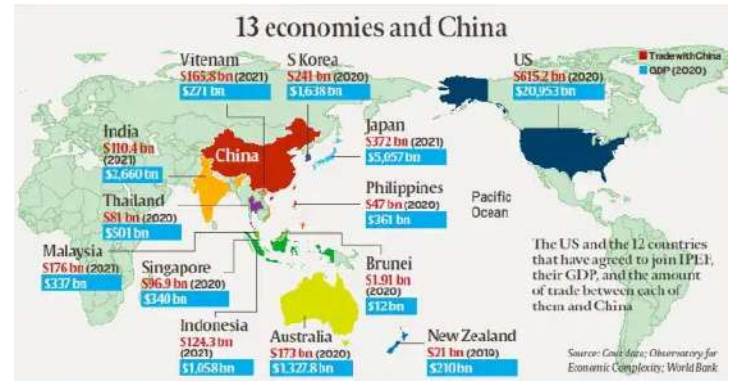 13 economies and China
Vitenam
$165.8 bn (2021)
$271 bn
S Korea
$241 bn (2020)
$1,638 bn
US
$615.2 bn (2020)
$20,953 bn
Trade with China
GDP (2020)
India
$110.4 bn
(2021)
$2,660 bn
China
Japan
$372 bn (2021)
$5,057 bn
Thailand
$81 bn (2020)
$501 bn
Philippines
$47 bn (2020)
$361 bn
Pacific
Ocean
Malaysia
$176 bn (2021)
$337 bn
Singapore
$96.9 bn (2020)
$340 bn
Brunei
$1.91 bn
(2020)
$12 bn
Indonesia
$124.3 bn
(2021)
$1,058 bn
Australia
$173 bn (2020)
$1,327.8 bn
New Zealand
$21 bn (2019)
$210 bn
The US and the 12 countries
that have agreed to join IPEF,
their GDP, and the amount
of trade between each of
them and China
Source: Govt data; Observatory for
Economic Complexity; World Bank